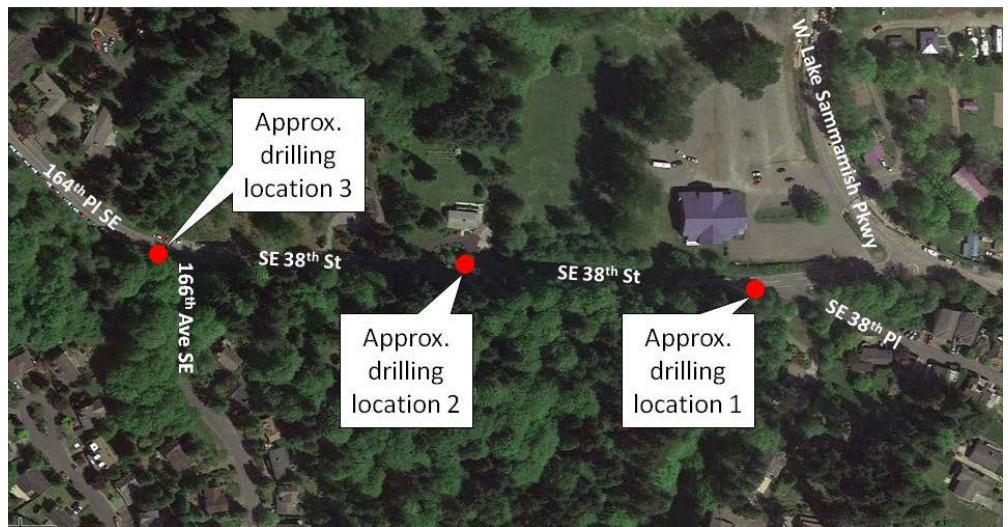 Approx.
drilling
location 3
164th Pl SE
166th Ave SE
SE 38th St
Approx.
drilling
location 2
SE 38th St
Approx.
drilling
location 1
W Lake Sammamish Pkwy
SE 38th Pl